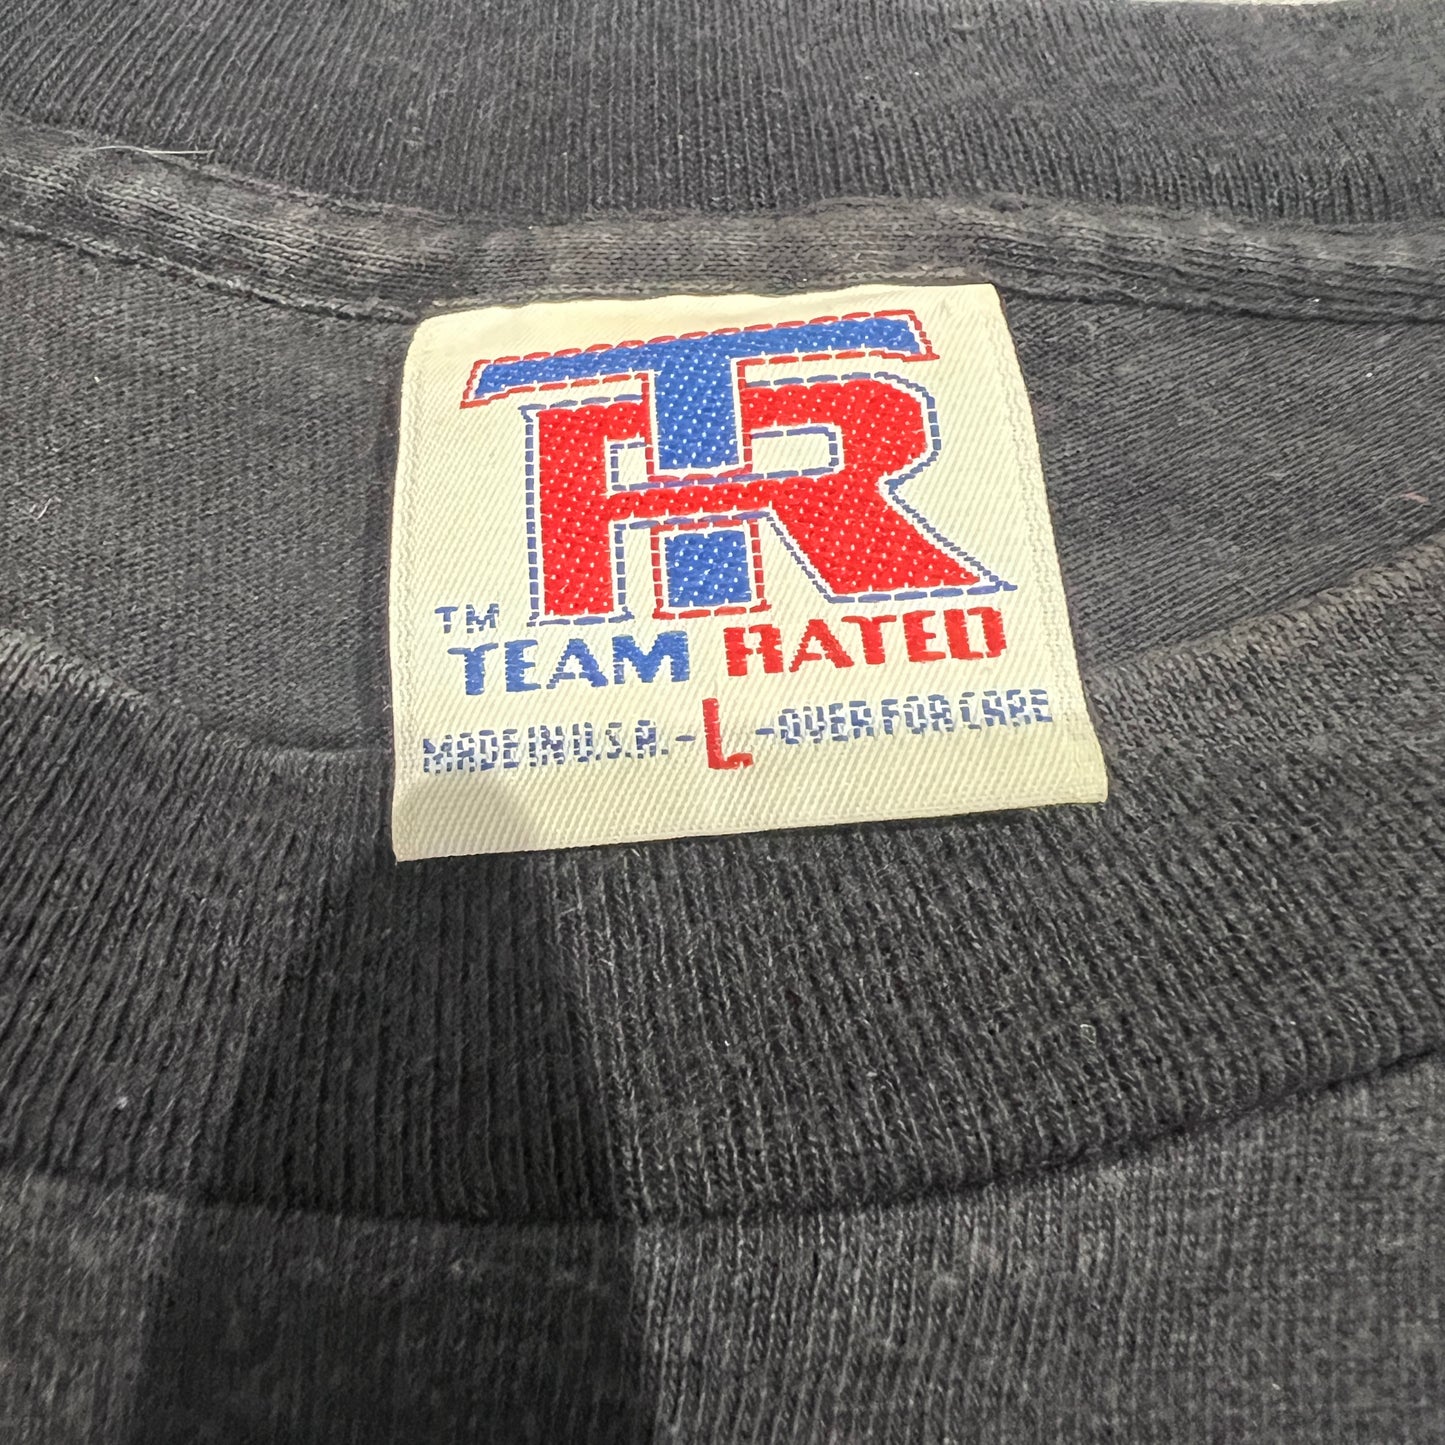 TR
TM
TEAM RATED
MADE IN U.S.A. - L - OVER FOR CARE